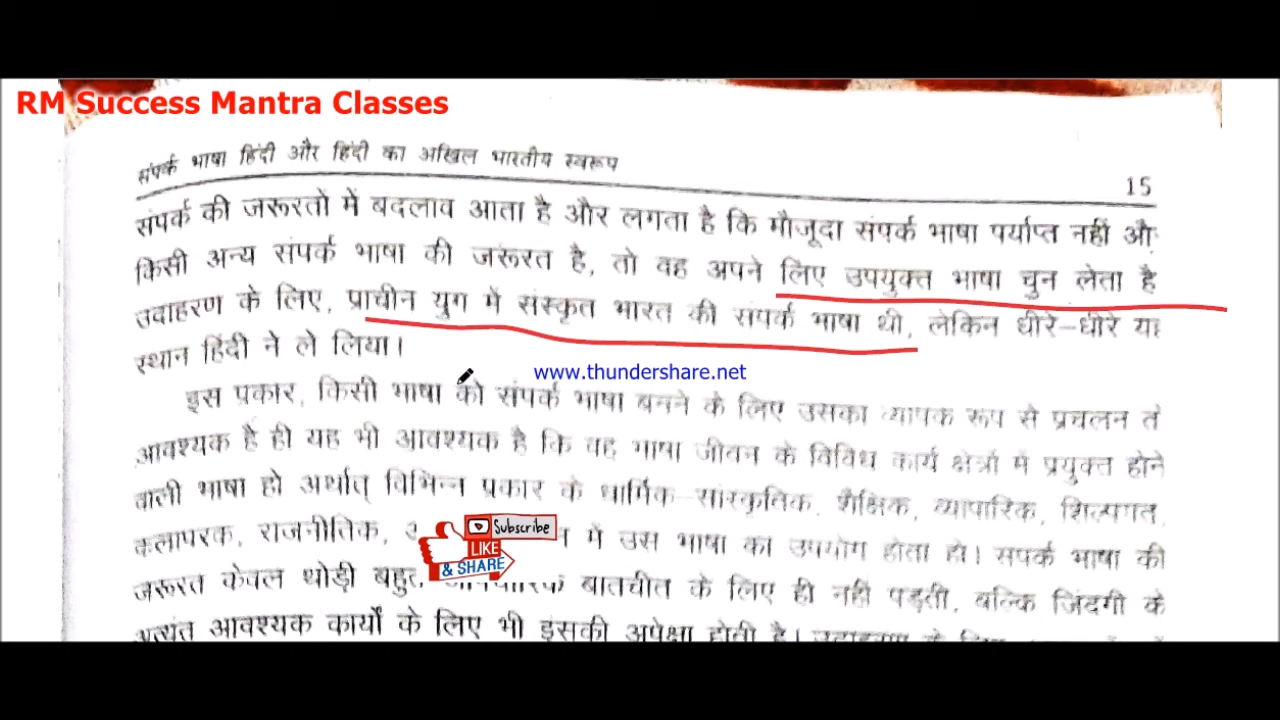 RM Success Mantra Classes
संपर्क भाषा हिंदी और हिंदी का अखिल भारतीय स्वरूप
15
संपर्क की जरूरतों में बदलाव आता है और लगता है कि मौजूदा संपर्क भाषा पर्याप्त नहीं
किसी अन्य संपर्क भाषा की जरूरत है, तो वह अपने लिए उपयुक्त भाषा चुन लेता है
उदाहरण के लिए, प्राचीन युग में संस्कृत भारत की संपर्क भाषा थी, लेकिन धीरे-धीरे
स्थान हिंदी ने ले लिया।
www.thundershare.net
इस प्रकार, किसी भाषा को संपर्क भाषा बनने के लिए उसका व्यापक रूप से प्रचलन
आवश्यक है ही यह भी आवश्यक है कि वह भाषा जीवन के विविध कार्य क्षेत्रों में प्रयुक्त होने
वाली भाषा हो अर्थात् विभिन्न प्रकार के धार्मिक-सांस्कृतिक, शैक्षिक, व्यापारिक, शिल्पगत,
कलापरक, राजनीतिक, में उस भाषा का उपयोग होता हो। संपर्क भाषा की
Subscribe
LIKE
& SHARE
जरूरत केवल थोड़ी बहुत बातचीत के लिए ही नहीं पड़ती, बल्कि जिंदगी के
अत्यंत आवश्यक कार्यों के लिए भी इसकी अपेक्षा होती है।